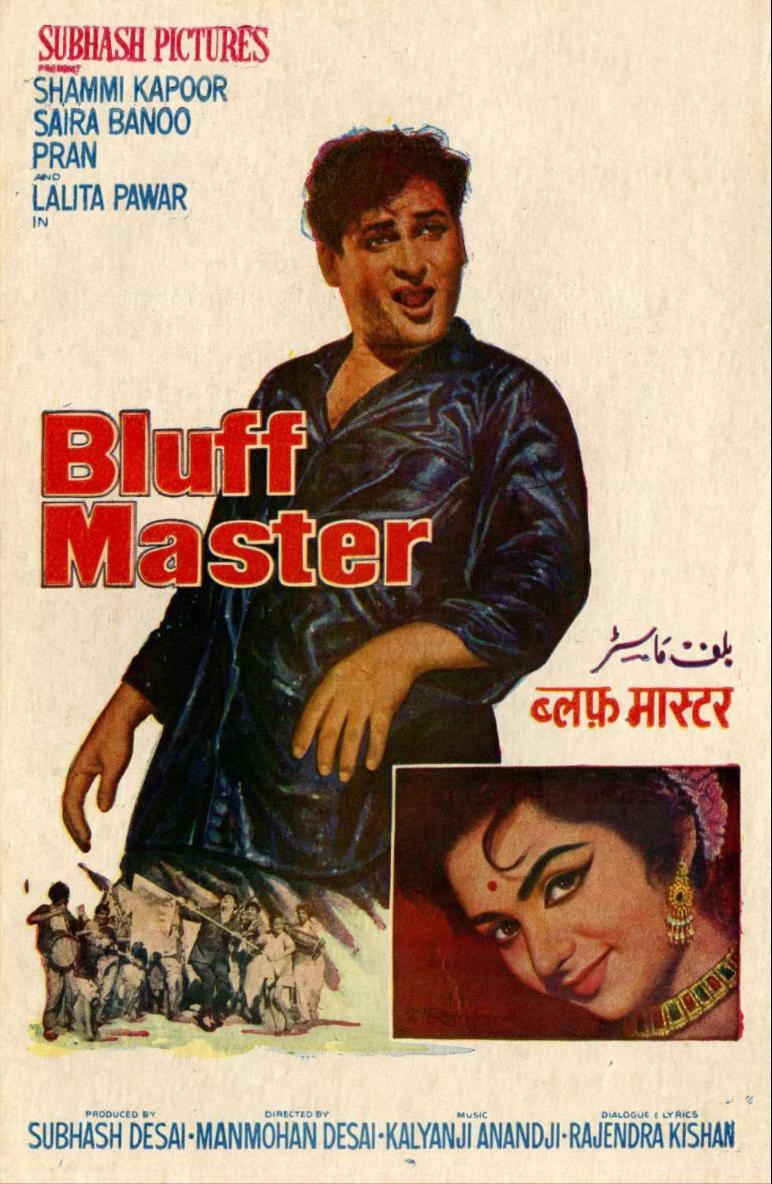 SUBHASH PICTURES
PRESENT
SHAMMI KAPOOR
SAIRA BANOO
PRAN
AND
LALITA PAWAR
IN
Bluff
Master
بلف ماسٹر
ब्लफ़ मास्टर
PRODUCED BY DIRECTED BY MUSIC DIALOGUE & LYRICS
SUBHASH DESAI·MANMOHAN DESAI·KALYANJI ANANDJI·RAJENDRA KISHAN